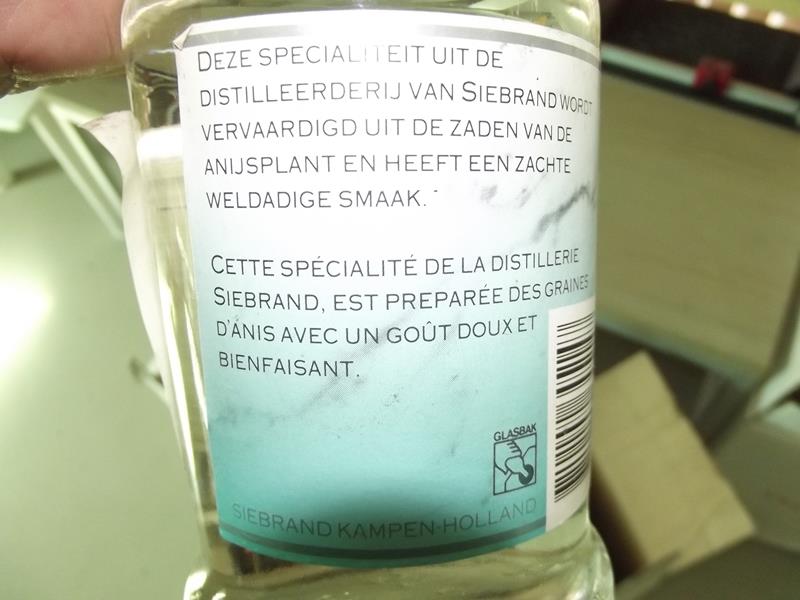 DEZE SPECIALITEIT UIT DE
DISTILLEERDERIJ VAN SIEBRAND WORDT
VERVAARDIGD UIT DE ZADEN VAN DE
ANIJSPLANT EN HEEFT EEN ZACHTE
WELDADIGE SMAAK.
CETTE SPÉCIALITÉ DE LA DISTILLERIE
SIEBRAND, EST PREPARÉE DES GRAINES
D'ANIS AVEC UN GOÛT DOUX ET
BIENFAISANT.
GLASBAK
SIEBRAND KAMPEN-HOLLAND